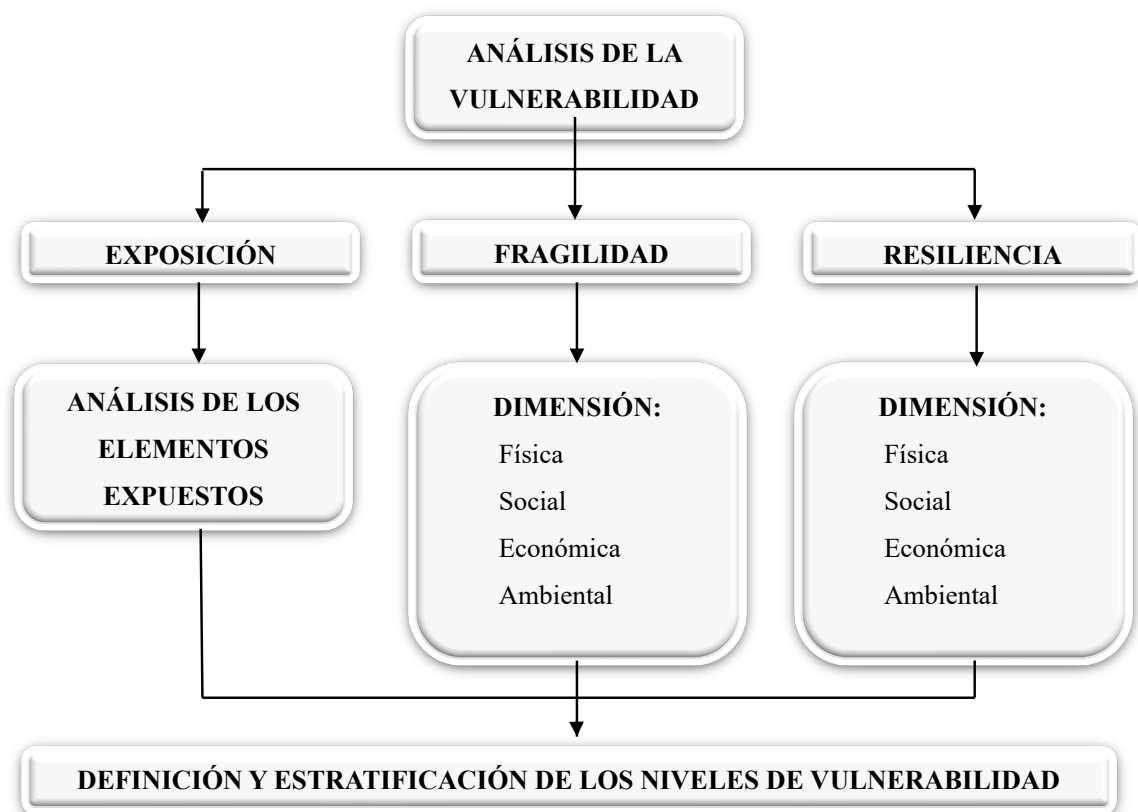 ANÁLISIS DE LA
VULNERABILIDAD
EXPOSICIÓN
FRAGILIDAD
RESILIENCIA
ANÁLISIS DE LOS
ELEMENTOS
EXPUESTOS
DIMENSIÓN:
Física
Social
Económica
Ambiental
DIMENSIÓN:
Física
Social
Económica
Ambiental
DEFINICIÓN Y ESTRATIFICACIÓN DE LOS NIVELES DE VULNERABILIDAD